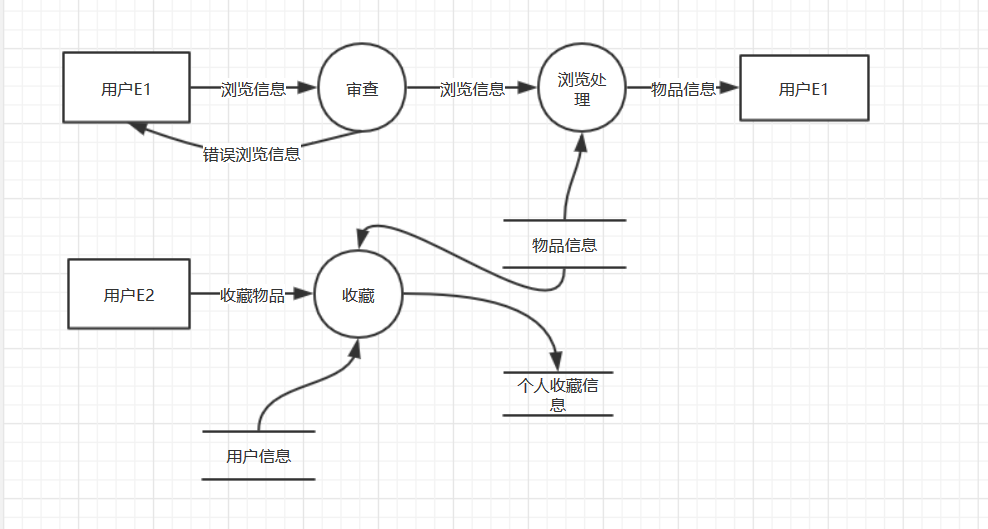 用户E1
浏览信息
审查
浏览信息
浏览处
理
物品信息
用户E1
错误浏览信息
物品信息
用户E2
收藏物品
收藏
个人收藏信
息
用户信息